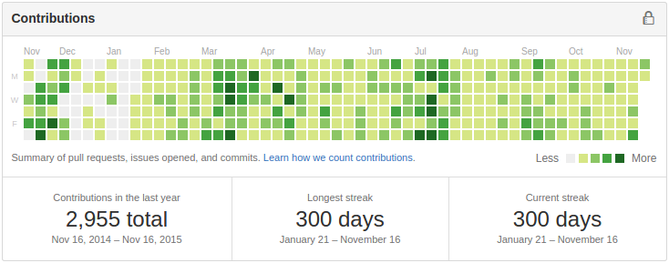 Contributions
Nov Dec Jan Feb Mar Apr May Jun Jul Aug Sep Oct Nov
M
W
F
Summary of pull requests, issues opened, and commits. Learn how we count contributions.
Less More
Contributions in the last year
2,955 total
Nov 16, 2014 – Nov 16, 2015
Longest streak
300 days
January 21 – November 16
Current streak
300 days
January 21 – November 16